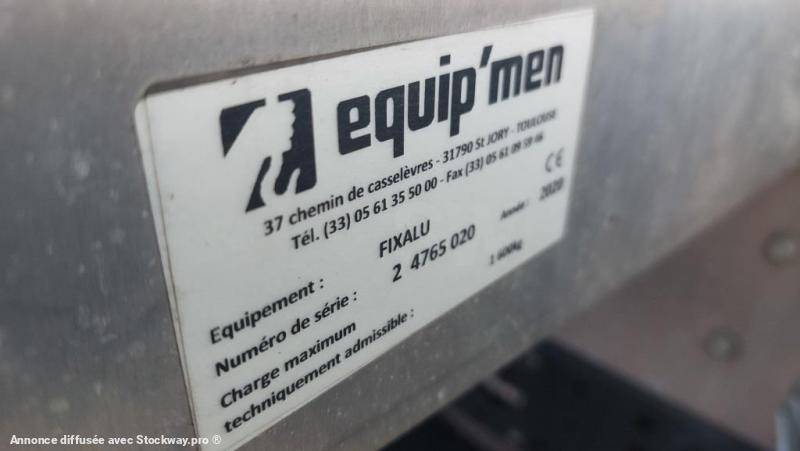 equip'men
37 chemin de casselèvres - 31790 St JORY - TOULOUSE
Tél. (33) 05 61 35 50 00 - Fax (33) 05 61 09 59 46
CE
Equipement : FIXALU
Numéro de série : 2 4765 020 Année : 2020
Charge maximum
techniquement admissible : 1 600kg
Annonce diffusée avec Stockway.pro ®